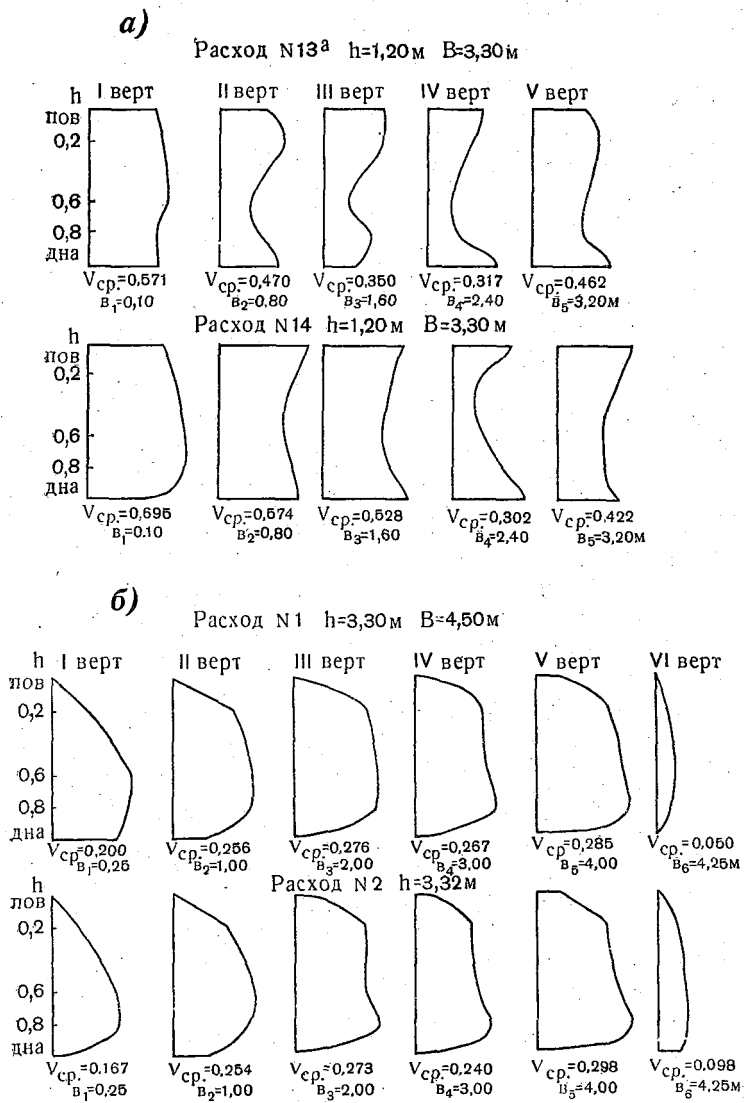 а)
Расход N13а h=1,20м B=3,30м
h I верт II верт III верт IV верт V верт
пов
0,2
0,6
0,8
дна
Vср.=0,571 Vср.=0,470 Vср.=0,350 Vср.=0,317 Vср.=0,462
В1=0,10 В2=0,80 В3=1,60 В4=2,40 В5=3,20м
Расход N14 h=1,20м B=3,30м
h
пов
0,2
0,6
0,8
дна
Vср.=0,695 Vср.=0,574 Vср.=0,528 Vср.=0,302 Vср.=0,422
В1=0.10 В2=0,80 В3=1,60 В4=2,40 В5=3,20м
б)
Расход N1 h=3,30м B=4,50м
h I верт II верт III верт IV верт V верт VI верт
пов
0,2
0,6
0,8
дна
Vср.=0,200 Vср.=0,256 Vср.=0,276 Vср.=0,267 Vср.=0,285 Vср.=0,050
В1=0,25 В2=1,00 В3=2,00 В4=3,00 В5=4,00 В6=4,25м
Расход N2 h=3,32м
h
пов
0,2
0,6
0,8
дна
Vср.=0.167 Vср.=0,254 Vср.=0,273 Vср.=0,240 Vср.=0,298 Vср.=0,098
В1=0,25 В2=1,00 В3=2,00 В4=3,00 В5=4,00 В6=4,25м